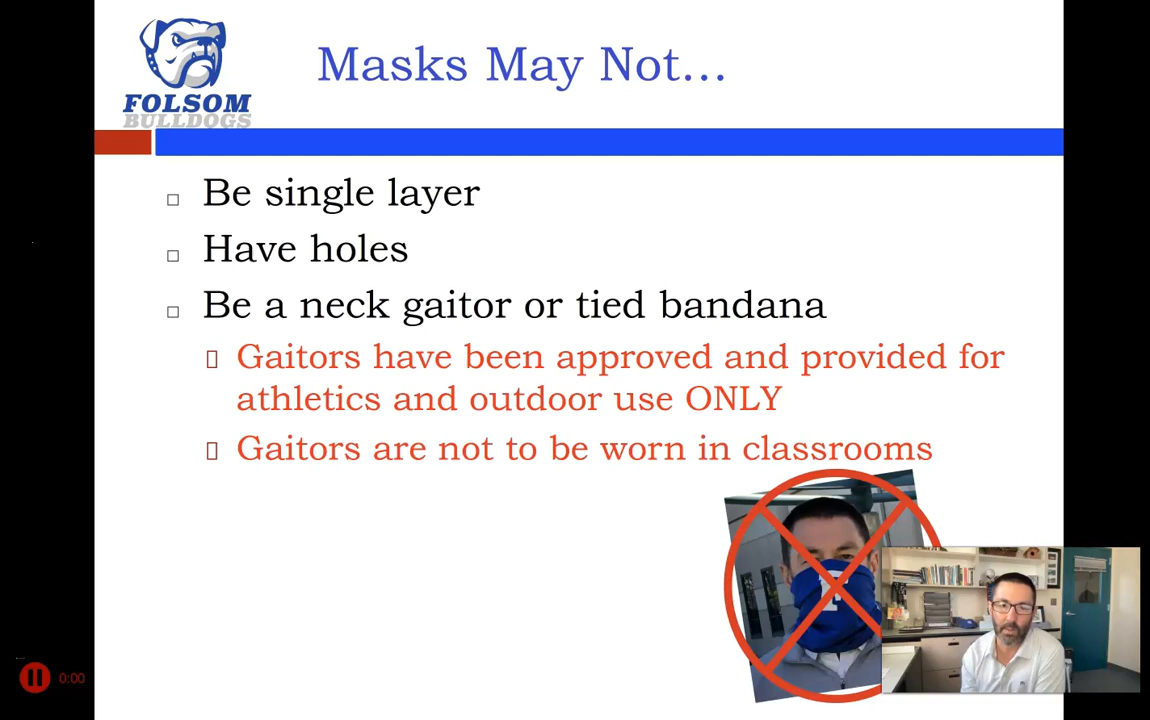 Masks May Not...
FOLSOM
BULLDOGS
Be single layer
Have holes
Be a neck gaitor or tied bandana
Gaitors have been approved and provided for
athletics and outdoor use ONLY
Gaitors are not to be worn in classrooms
F
0:00